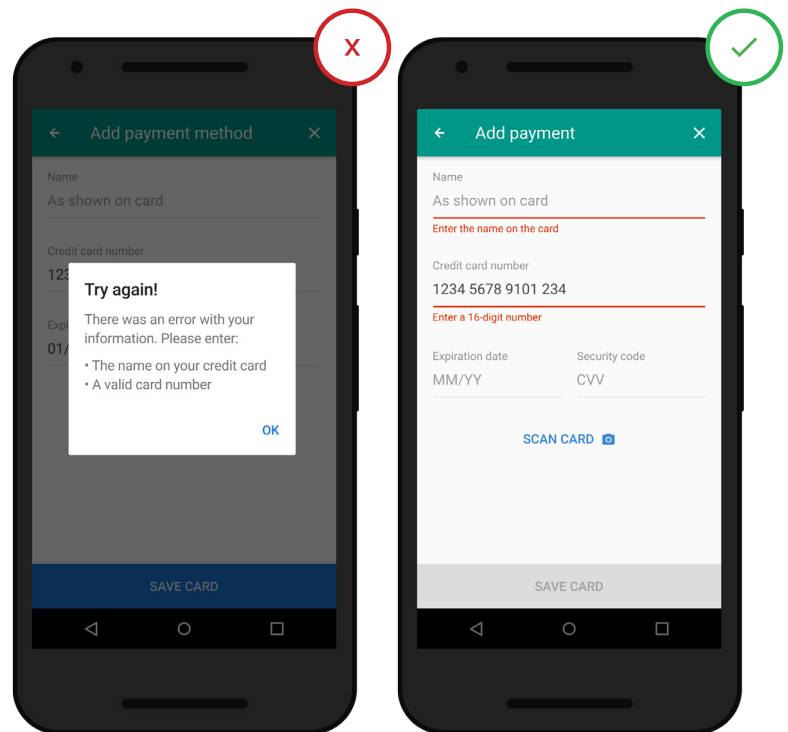 X
Add payment method
Name
As shown on card
Credit card number
123
Expi
01/
Try again!
There was an error with your
information. Please enter:
• The name on your credit card
• A valid card number
OK
SAVE CARD
Add payment
Name
As shown on card
Enter the name on the card
Credit card number
1234 5678 9101 234
Enter a 16-digit number
Expiration date Security code
MM/YY CVV
SCAN CARD
SAVE CARD